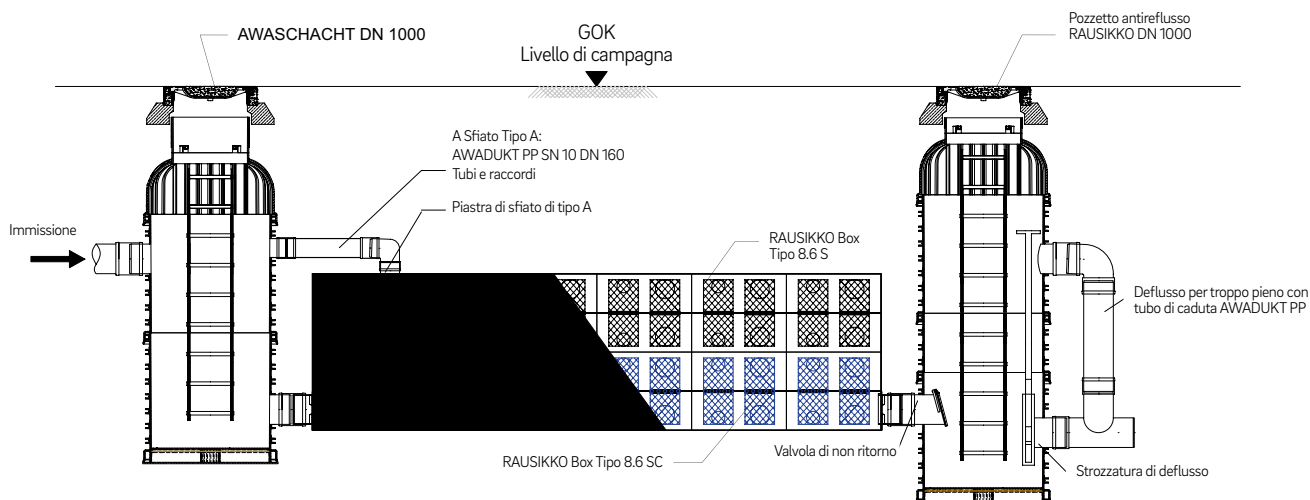 AWASCHACHT DN 1000
GOK
Livello di campagna
Pozzetto antireflusso
RAUSIKKO DN 1000
A Sfiato Tipo A:
AWADUKT PP SN 10 DN 160
Tubi e raccordi
Piastra di sfiato di tipo A
Immissione
RAUSIKKO Box
Tipo 8.6 S
Deflusso per troppo pieno con
tubo di caduta AWADUKT PP
Valvola di non ritorno
RAUSIKKO Box Tipo 8.6 SC
Strozzatura di deflusso